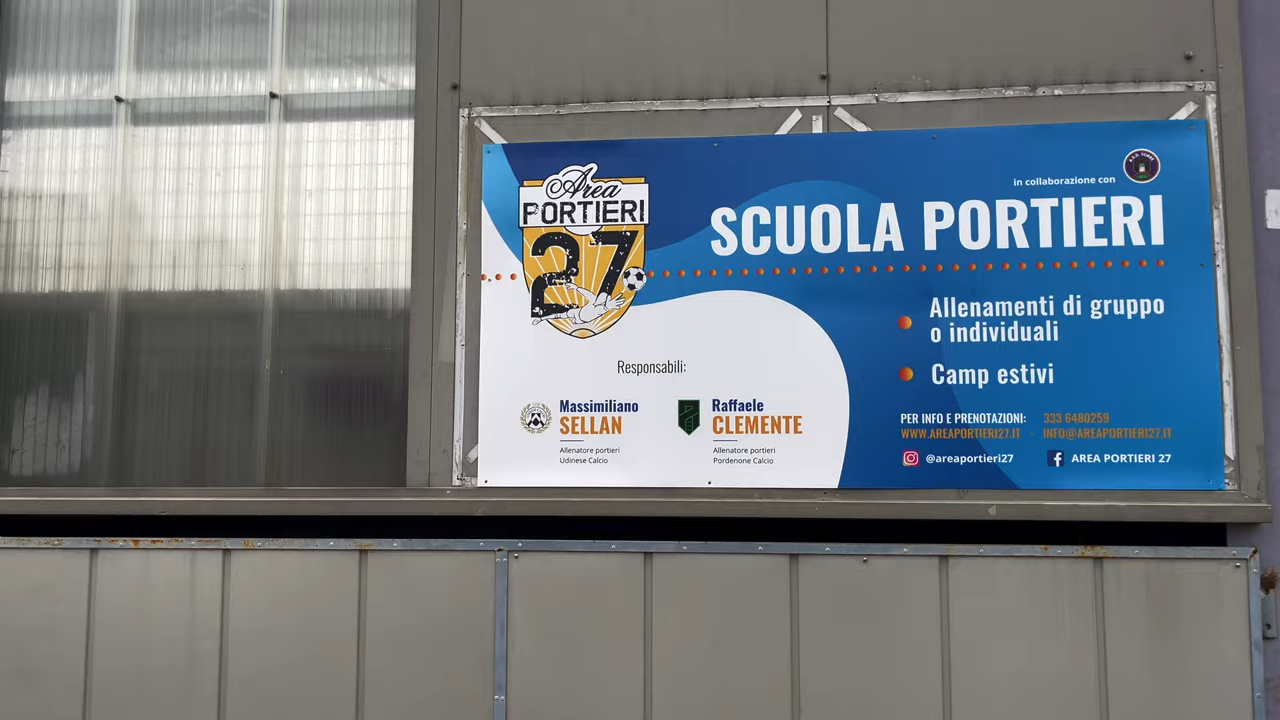 Area
PORTIERI
27
in collaborazione con
A.S.D. TORRE
SCUOLA PORTIERI
Allenamenti di gruppo
o individuali
Camp estivi
Responsabili:
Massimiliano
SELLAN
Allenatore portieri
Udinese Calcio
Raffaele
CLEMENTE
Allenatore portieri
Pordenone Calcio
PER INFO E PRENOTAZIONI: 333 6480259
WWW.AREAPORTIERI27.IT - INFO@AREAPORTIERI27.IT
@areaportieri27 AREA PORTIERI 27